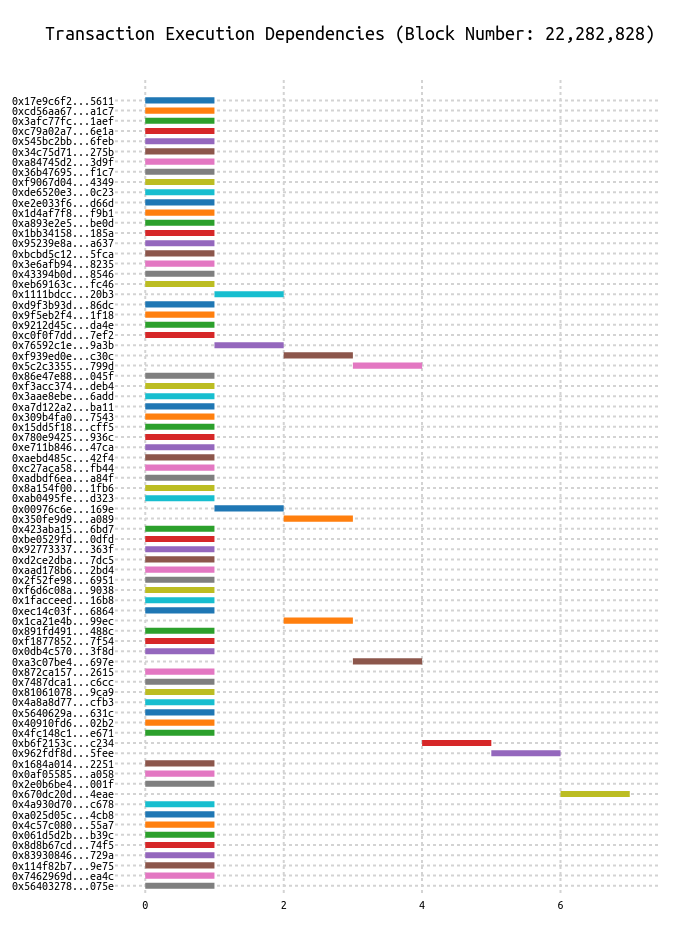 Transaction Execution Dependencies (Block Number: 22,282,828)
0x17e9c6f2...5611
0xcd56aa67...a1c7
0x3afc77fc...1aef
0xc79a02a7...6e1a
0x545bc2bb...6feb
0x34c75d71...275b
0xa84745d2...3d9f
0x36b47695...f1c7
0xf9067d04...4349
0xde6520e3...0c23
0xe2e033f6...d66d
0x1d4af7f8...f9b1
0xa893e2e5...be0d
0x1bb34158...185a
0x95239e8a...a637
0xbcbd5c12...5fca
0x3e6afb94...8235
0x43394b0d...8546
0xeb69163c...fc46
0x1111bdcc...20b3
0xd9f3b93d...86dc
0x9f5eb2f4...1f18
0x9212d45c...da4e
0xc0f0f7dd...7ef2
0x76592c1e...9a3b
0xf939ed0e...c30c
0x5c2c3355...799d
0x86e47e88...045f
0xf3acc374...deb4
0x3aae8ebe...6add
0xa7d122a2...ba11
0x309b4fa0...7543
0x15dd5f18...cff5
0x780e9425...936c
0xe711b846...47ca
0xaebd485c...42f4
0xc27aca58...fb44
0xadbdf6ea...a84f
0x8a154f00...1fb6
0xab0495fe...d323
0x00976c6e...169e
0x350fe9d9...a089
0x423aba15...6bd7
0xbe0529fd...0dfd
0x92773337...363f
0xd2ce2dba...7dc5
0xaad178b6...2bd4
0x2f52fe98...6951
0xf6d6c08a...9038
0x1facceed...16b8
0xec14c03f...6864
0x1ca21e4b...99ec
0x891fd491...488c
0xf1877852...7f54
0x0db4c570...3f8d
0xa3c07be4...697e
0x872ca157...2615
0x7487dca1...c6cc
0x81061078...9ca9
0x4a8a8d77...cfb3
0x5640629a...631c
0x40910fd6...02b2
0x4fc148c1...e671
0xb6f2153c...c234
0x962fdf8d...5fee
0x1684a014...2251
0x0af05585...a058
0x2e0b6be4...001f
0x670dc20d...4eae
0x4a930d70...c678
0xa025d05c...4cb8
0x4c57c080...55a7
0x061d5d2b...b39c
0x8d8b67cd...74f5
0x83930846...729a
0x114f82b7...9e75
0x7462969d...ea4c
0x56403278...075e
0 2 4 6